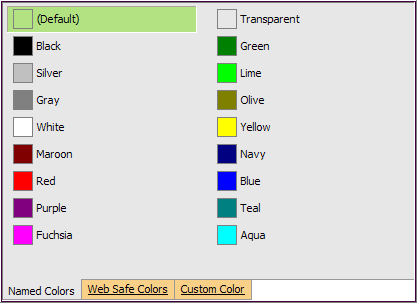 (Default) Transparent
Black Green
Silver Lime
Gray Olive
White Yellow
Maroon Navy
Red Blue
Purple Teal
Fuchsia Aqua
Named Colors Web Safe Colors Custom Color